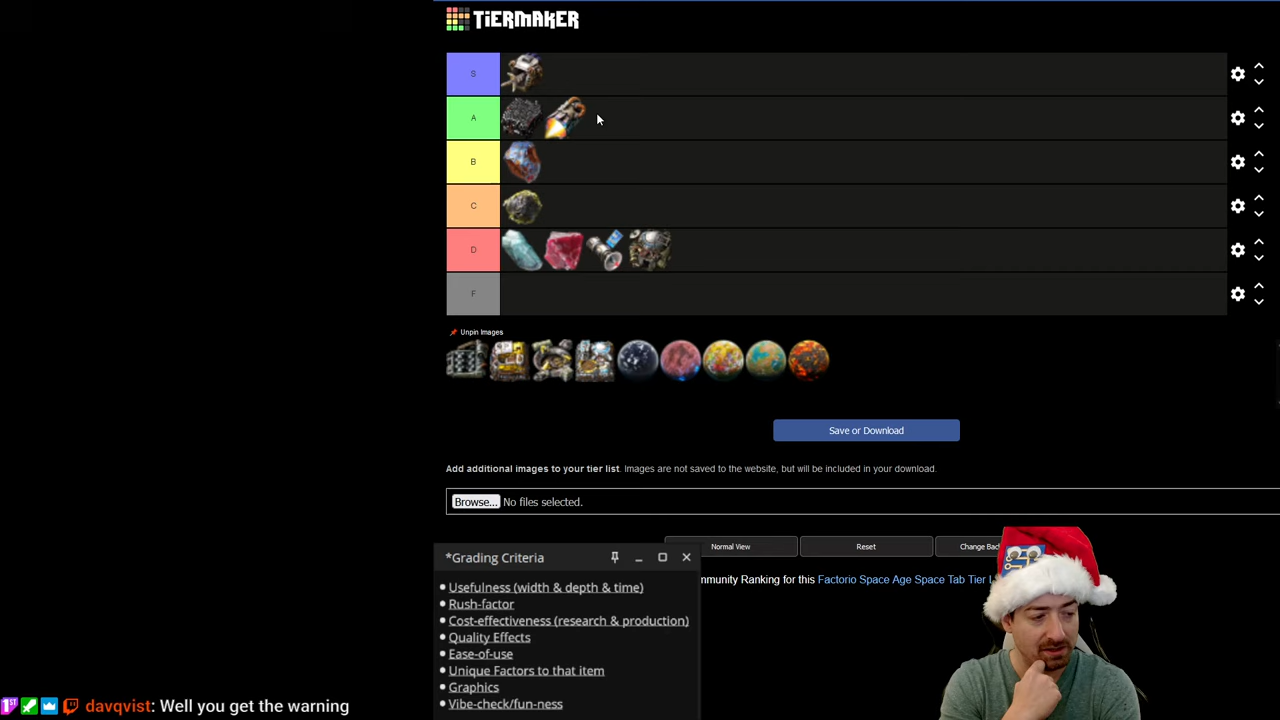 TiERMAKER
S
A
B
C
D
F
Unpin Images
Save or Download
Add additional images to your tier list. Images are not saved to the website, but will be included in your download.
Browse... No files selected.
*Grading Criteria
Normal View
Reset
Change Bac
Usefulness (width & depth & time)
Rush-factor
Cost-effectiveness (research & production)
Quality Effects
Ease-of-use
Unique Factors to that item
Graphics
Vibe-check/fun-ness
mmunity Ranking for this Factorio Space Age Space Tab Tier L
1ST davqvist: Well you get the warning